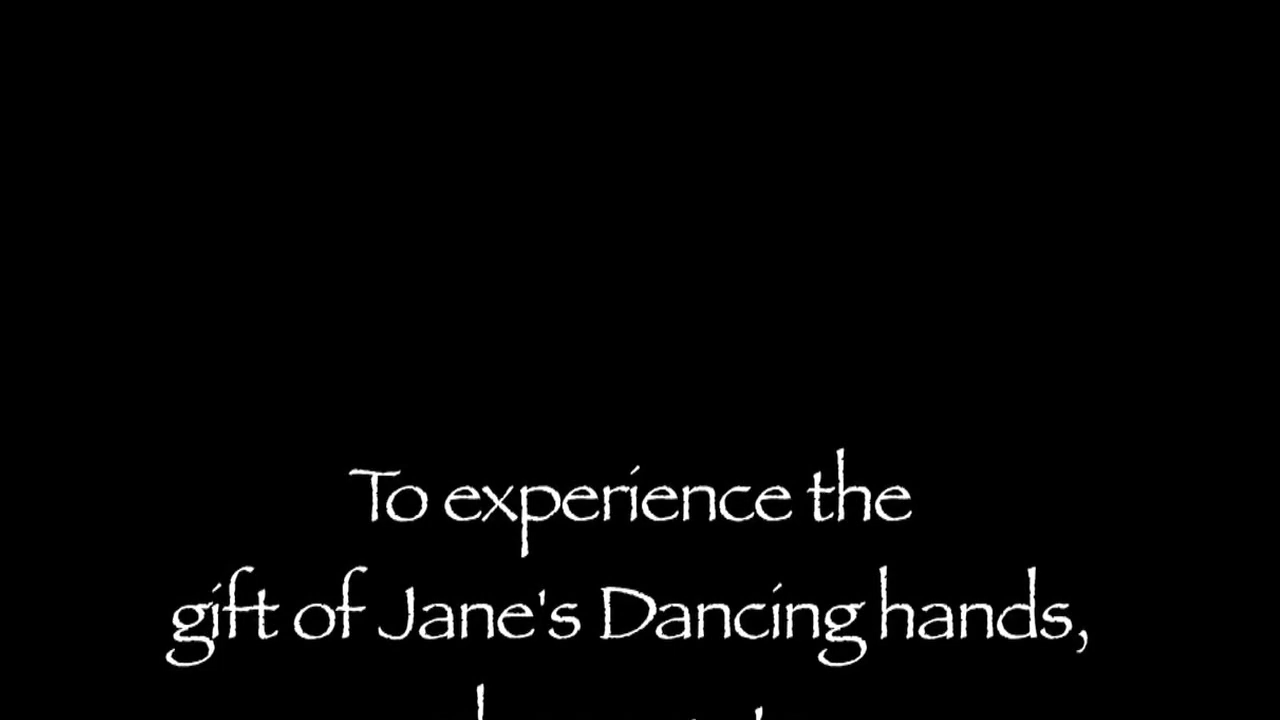 To experience the
gift of Jane's Dancing hands,